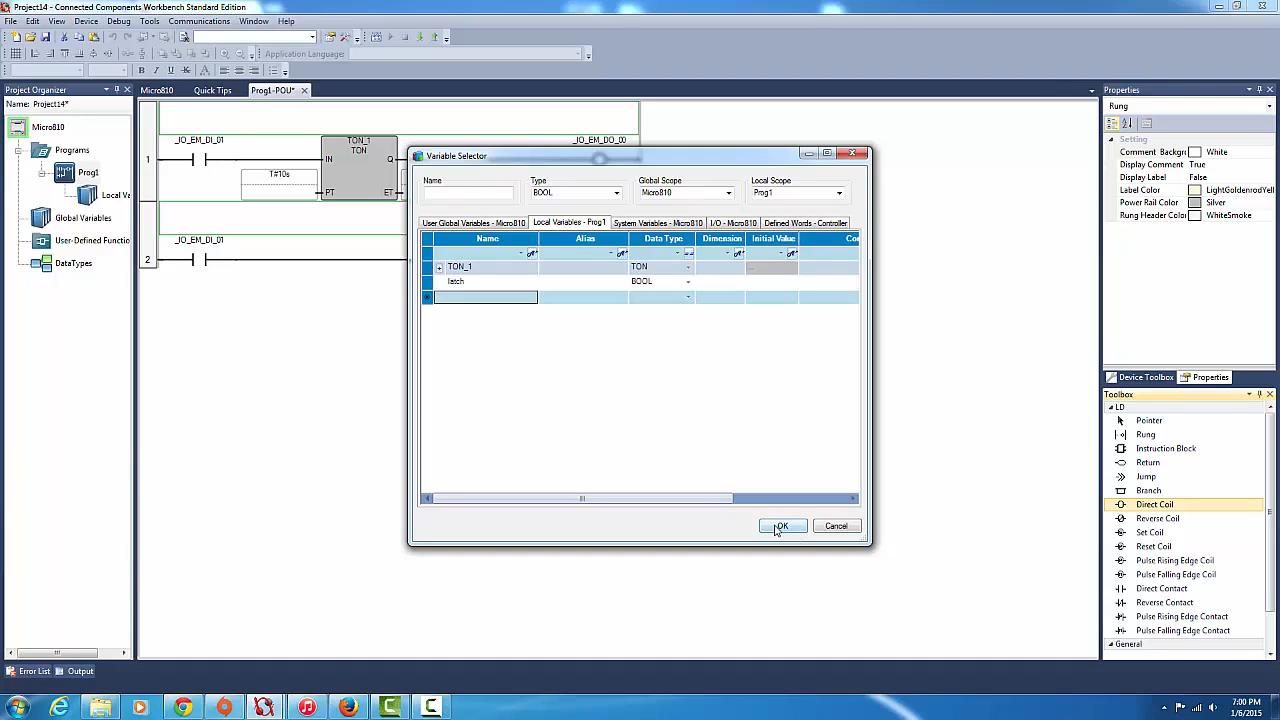 Project14 - Connected Components Workbench Standard Edition
File Edit View Device Debug Tools Communications Window Help
Application Language:
Project Organizer
Name: Project14*
Micro810
Programs
Prog1
Local Va
Global Variables
User-Defined Functio
DataTypes
Micro810 Quick Tips Prog1-POU*
_IO_EM_DI_01
TON_1
TON
_IO_EM_DO_00
1
IN
Q
T#10s
PT
ET
_IO_EM_DI_01
2
Variable Selector
Name Type Global Scope Local Scope
BOOL Micro810 Prog1
User Global Variables - Micro810 Local Variables - Prog1 System Variables - Micro810 I/O - Micro810 Defined Words - Controller
Name Alias Data Type Dimension Initial Value Cor
TON_1 TON ...
latch BOOL
OK Cancel
Properties
Rung
Setting
Comment Backgr White
Display Comment True
Display Label False
Label Color LightGoldenrodYell
Power Rail Color Silver
Rung Header Color WhiteSmoke
Device Toolbox Properties
Toolbox
LD
Pointer
Rung
Instruction Block
Return
Jump
Branch
Direct Coil
Reverse Coil
Set Coil
Reset Coil
Pulse Rising Edge Coil
Pulse Falling Edge Coil
Direct Contact
Reverse Contact
Pulse Rising Edge Contact
Pulse Falling Edge Contact
General
Error List Output
7:00 PM
1/6/2015